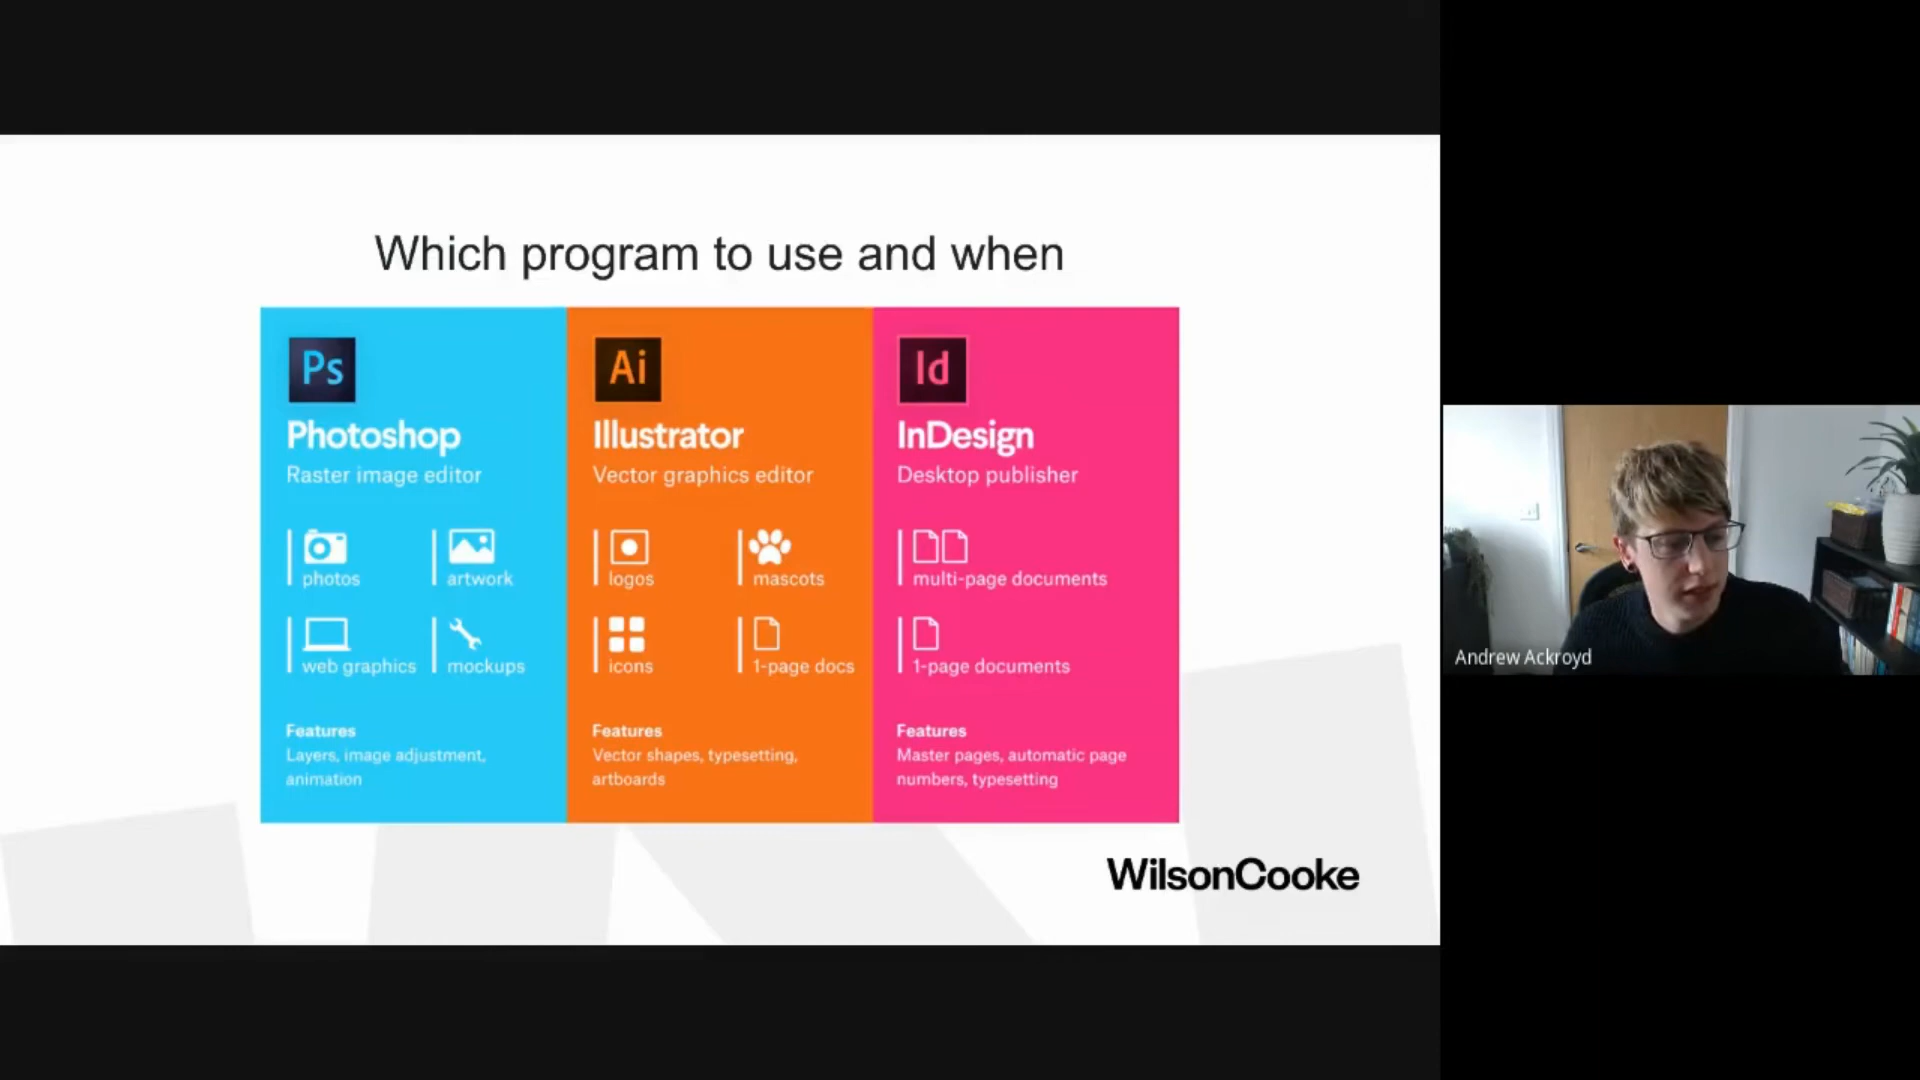 Which program to use and when
Ps
Photoshop
Raster image editor
photos
artwork
web graphics
mockups
Features
Layers, image adjustment,
animation
Ai
Illustrator
Vector graphics editor
logos
mascots
icons
1-page docs
Features
Vector shapes, typesetting,
artboards
Id
InDesign
Desktop publisher
multi-page documents
1-page documents
Features
Master pages, automatic page
numbers, typesetting
WilsonCooke
Andrew Ackroyd